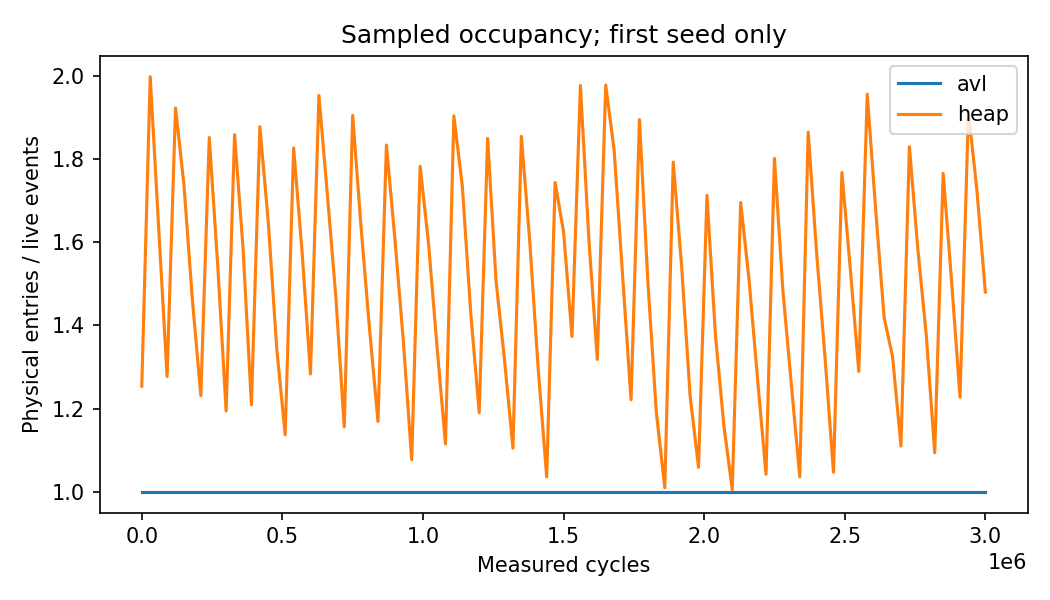 Sampled occupancy; first seed only
avl
heap
Physical entries / live events
2.0
1.8
1.6
1.4
1.2
1.0
0.0 0.5 1.0 1.5 2.0 2.5 3.0
1e6
Measured cycles